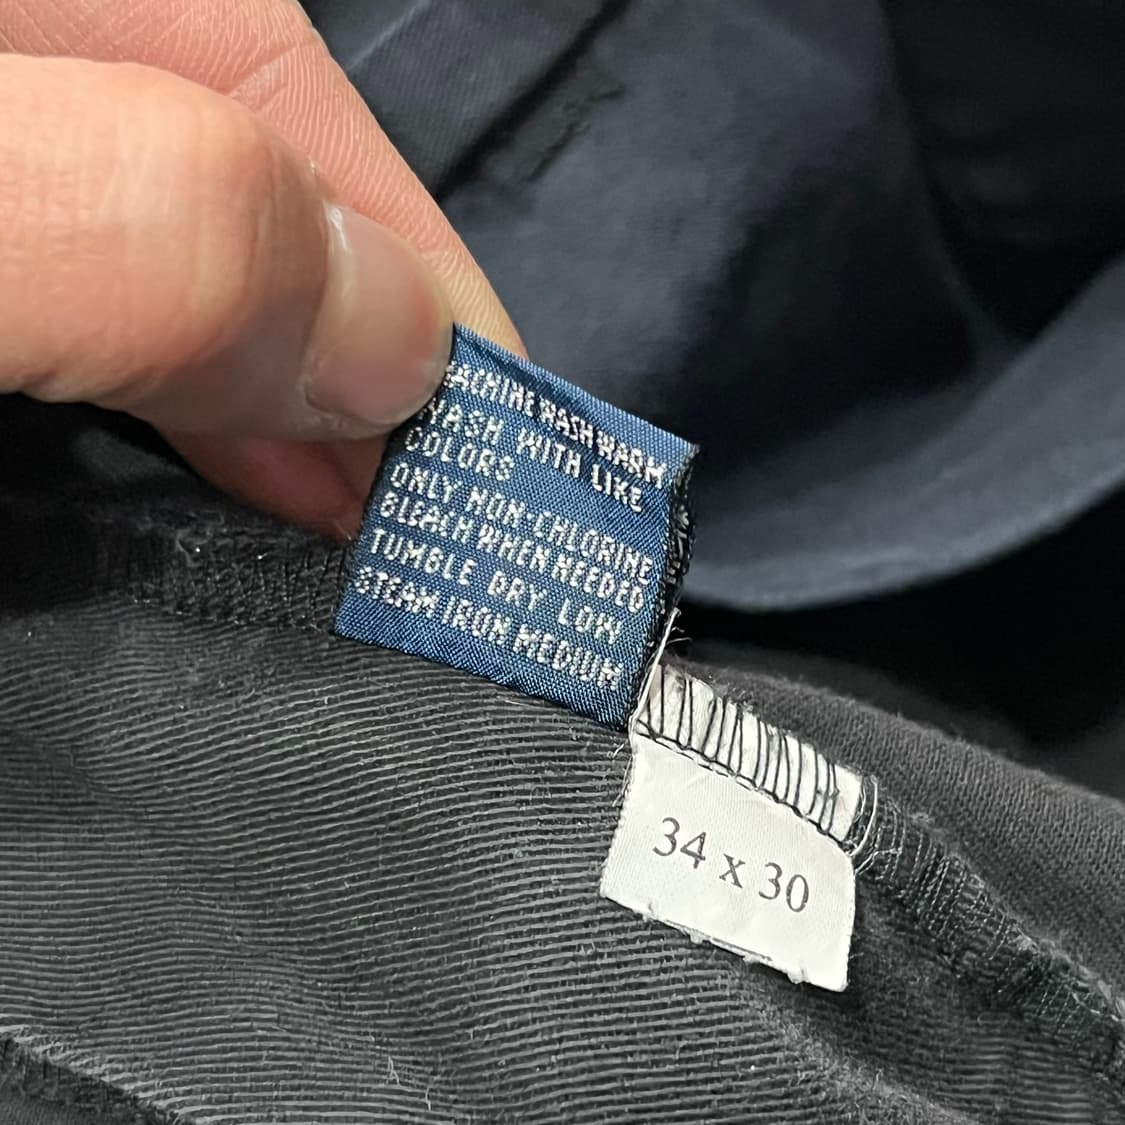 MACHINE WASH WARM
WASH WITH LIKE
COLORS
ONLY NON-CHLORINE
BLEACH WHEN NEEDED
TUMBLE DRY LOW
STEAM IRON MEDIUM
34 x 30